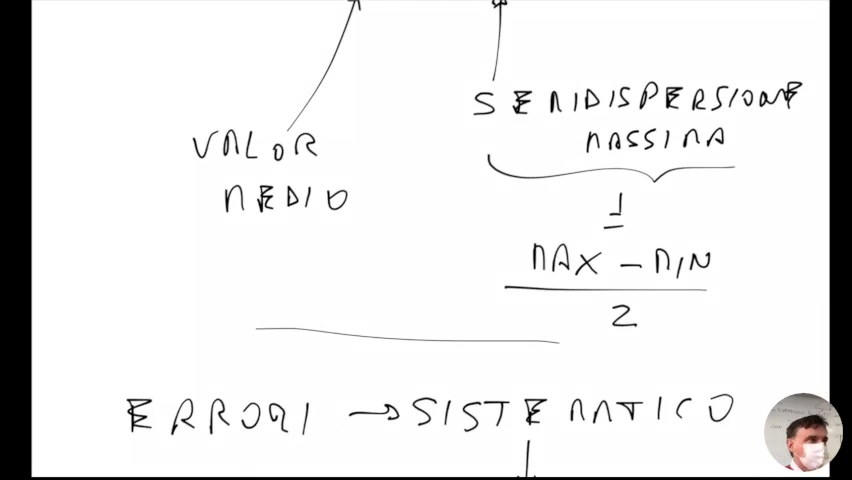 VALOR
MEDIO
SEMIDISPERSIONE
MASSIMA
=
MAX - MIN
2
ERRORI → SISTEMATICO